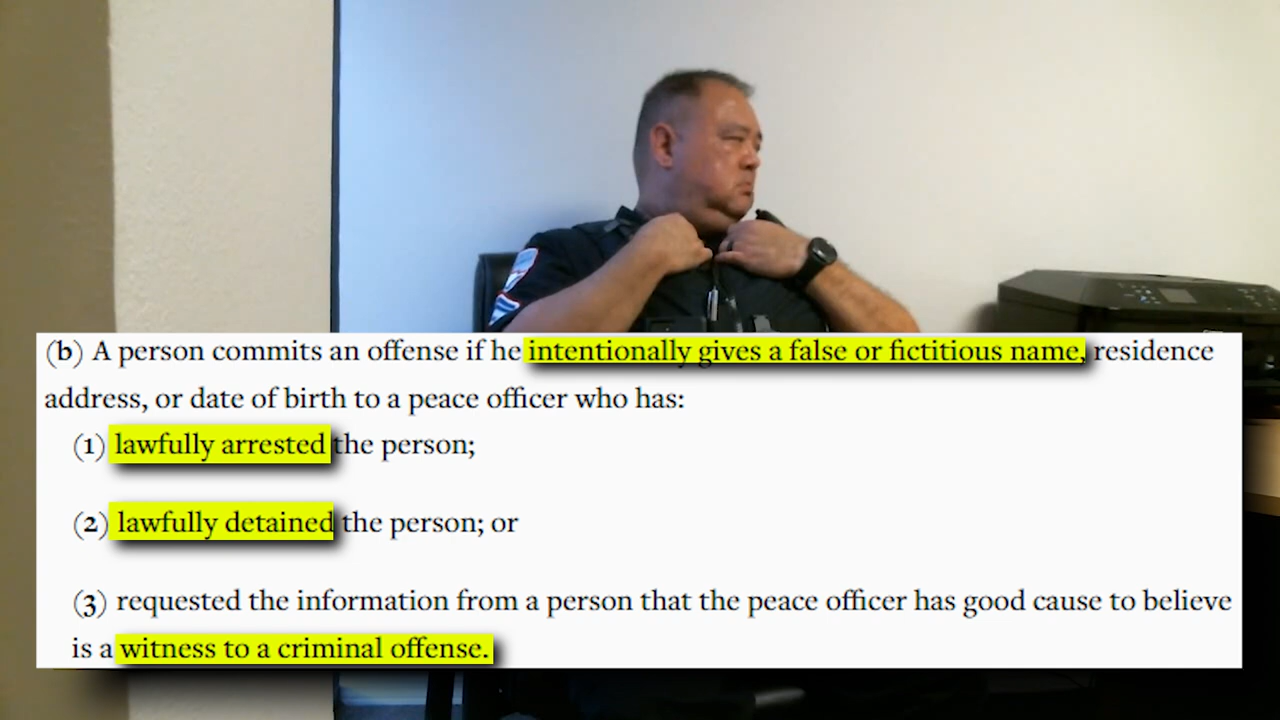 (b) A person commits an offense if he intentionally gives a false or fictitious name, residence
address, or date of birth to a peace officer who has:
(1) lawfully arrested the person;
(2) lawfully detained the person; or
(3) requested the information from a person that the peace officer has good cause to believe
is a witness to a criminal offense.